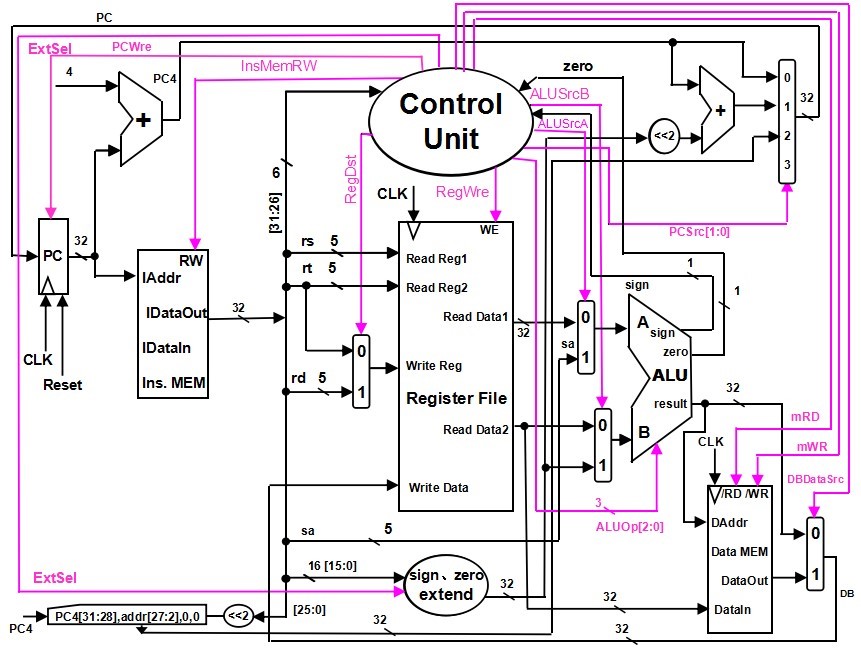 PC
ExtSel
PCWre
InsMemRW
4
PC4
+
Control
Unit
zero
ALUSrcB
ALUSrcA
<<2
+
0
1
2
3
32
6
[31:26]
RegDst
CLK
RegWre
PCSrc[1:0]
PC
32
CLK
Reset
RW
IAddr
IDataOut
IDataIn
Ins. MEM
32
rs 5
rt 5
rd 5
0
1
WE
Read Reg1
Read Reg2
Read Data1
Write Reg
Register File
Read Data2
Write Data
32
sa
0
1
0
1
sign
A
sign
zero
ALU
result
B
1
1
32
CLK
mRD
mWR
DBDataSrc
/RD /WR
DAddr
Data MEM
DataOut
DataIn
0
1
DB
3
ALUOp[2:0]
sa 5
16 [15:0]
sign、zero
extend
32
ExtSel
[25:0]
PC4
PC4[31:28],addr[27:2],0,0
<<2
32
32
32